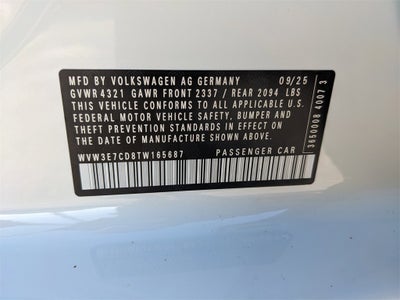 MFD BY VOLKSWAGEN AG GERMANY 09/25
GVWR 4321 GAWR FRONT 2337 / REAR 2094 LBS
THIS VEHICLE CONFORMS TO ALL APPLICABLE U.S.
FEDERAL MOTOR VEHICLE SAFETY, BUMPER AND
THEFT PREVENTION STANDARDS IN EFFECT ON
THE DATE OF MANUFACTURE SHOWN ABOVE.
WVW3E7CD8TW165687 PASSENGER CAR
3650008 40073